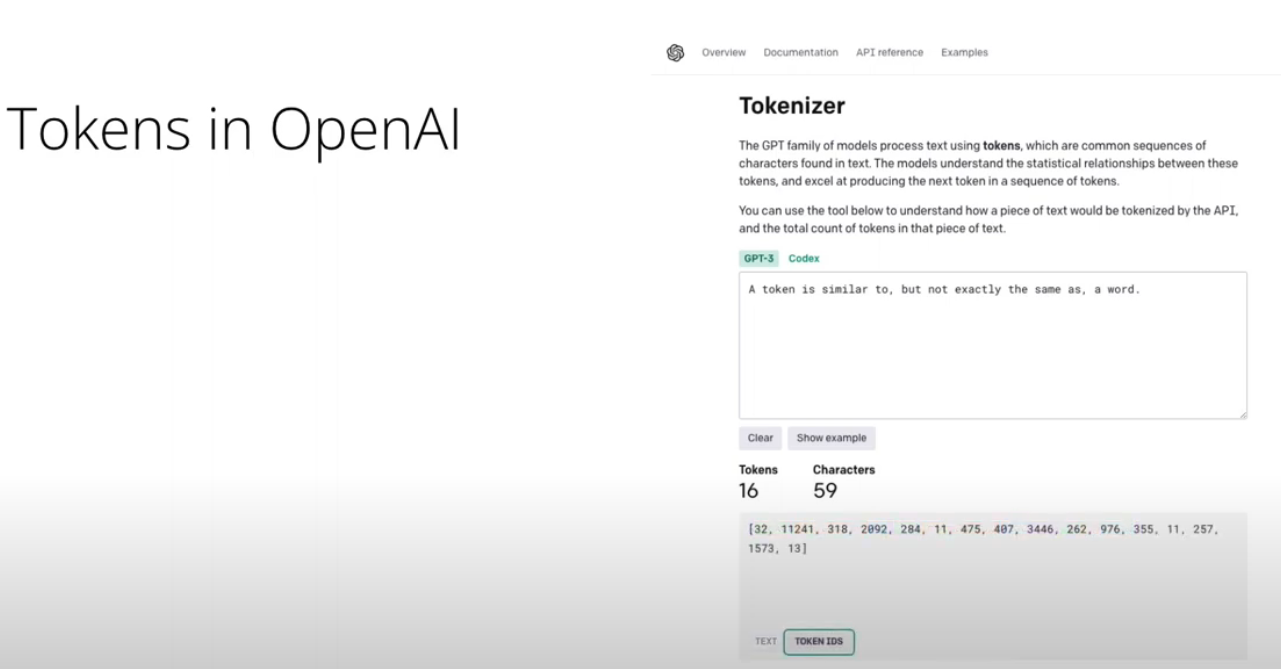 Tokens in OpenAI
Overview Documentation API reference Examples
Tokenizer
The GPT family of models process text using tokens, which are common sequences of
characters found in text. The models understand the statistical relationships between these
tokens, and excel at producing the next token in a sequence of tokens.
You can use the tool below to understand how a piece of text would be tokenized by the API,
and the total count of tokens in that piece of text.
GPT-3 Codex
A token is similar to, but not exactly the same as, a word.
Clear Show example
Tokens Characters
16 59
[32, 11241, 318, 2092, 284, 11, 475, 407, 3446, 262, 976, 355, 11, 257,
1573, 13]
TEXT TOKEN IDS